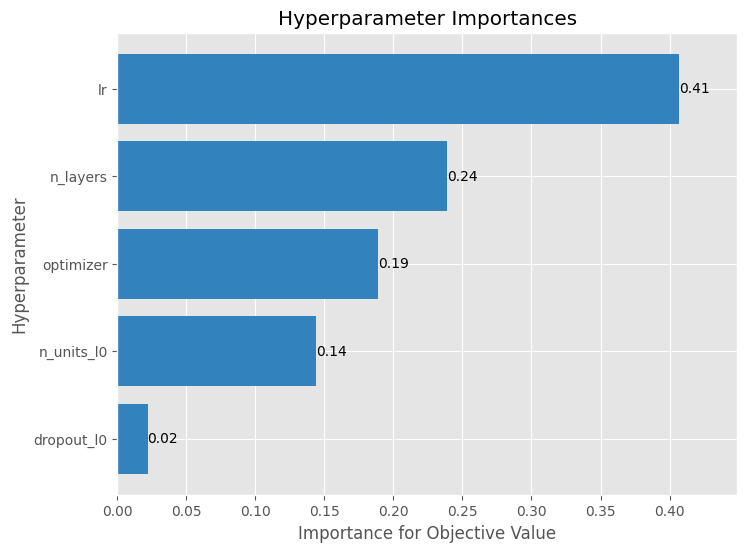 Hyperparameter Importances
Hyperparameter
lr
0.41
n_layers
0.24
optimizer
0.19
n_units_l0
0.14
dropout_l0
0.02
0.00 0.05 0.10 0.15 0.20 0.25 0.30 0.35 0.40
Importance for Objective Value